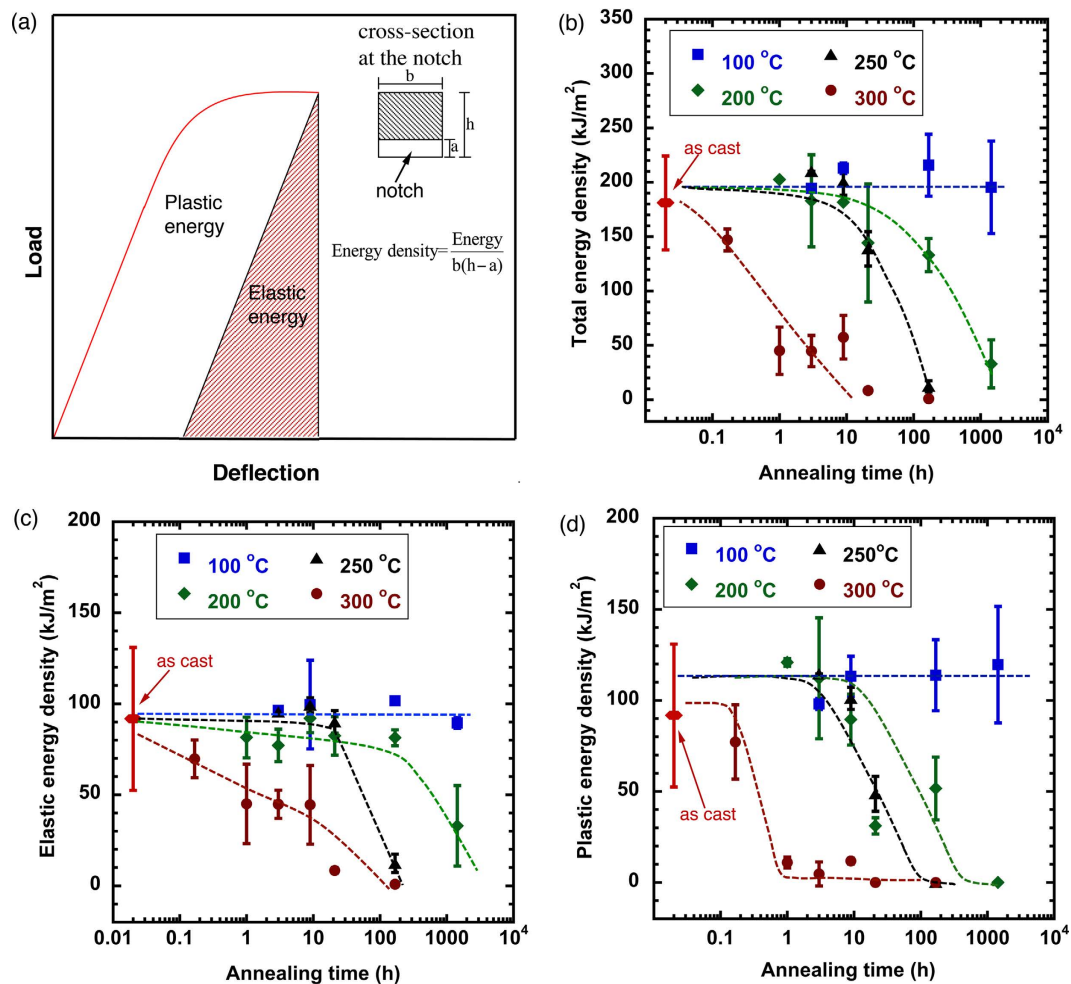 (a)
cross-section
at the notch
b
h
a
notch
Plastic
energy
Energy density=Energy/b(h−a)
Elastic
energy
Load
Deflection
(b)
350
300
250
200
150
100
50
0
Total energy density (kJ/m²)
100 °C
250 °C
200 °C
300 °C
as cast
0.1 1 10 100 1000 10⁴
Annealing time (h)
(c)
200
150
100
50
0
Elastic energy density (kJ/m²)
100 °C
250 °C
200 °C
300 °C
as cast
0.01 0.1 1 10 100 1000 10⁴
Annealing time (h)
(d)
200
150
100
50
0
Plastic energy density (kJ/m²)
100 °C
250°C
200 °C
300 °C
as cast
0.1 1 10 100 1000 10⁴
Annealing time (h)